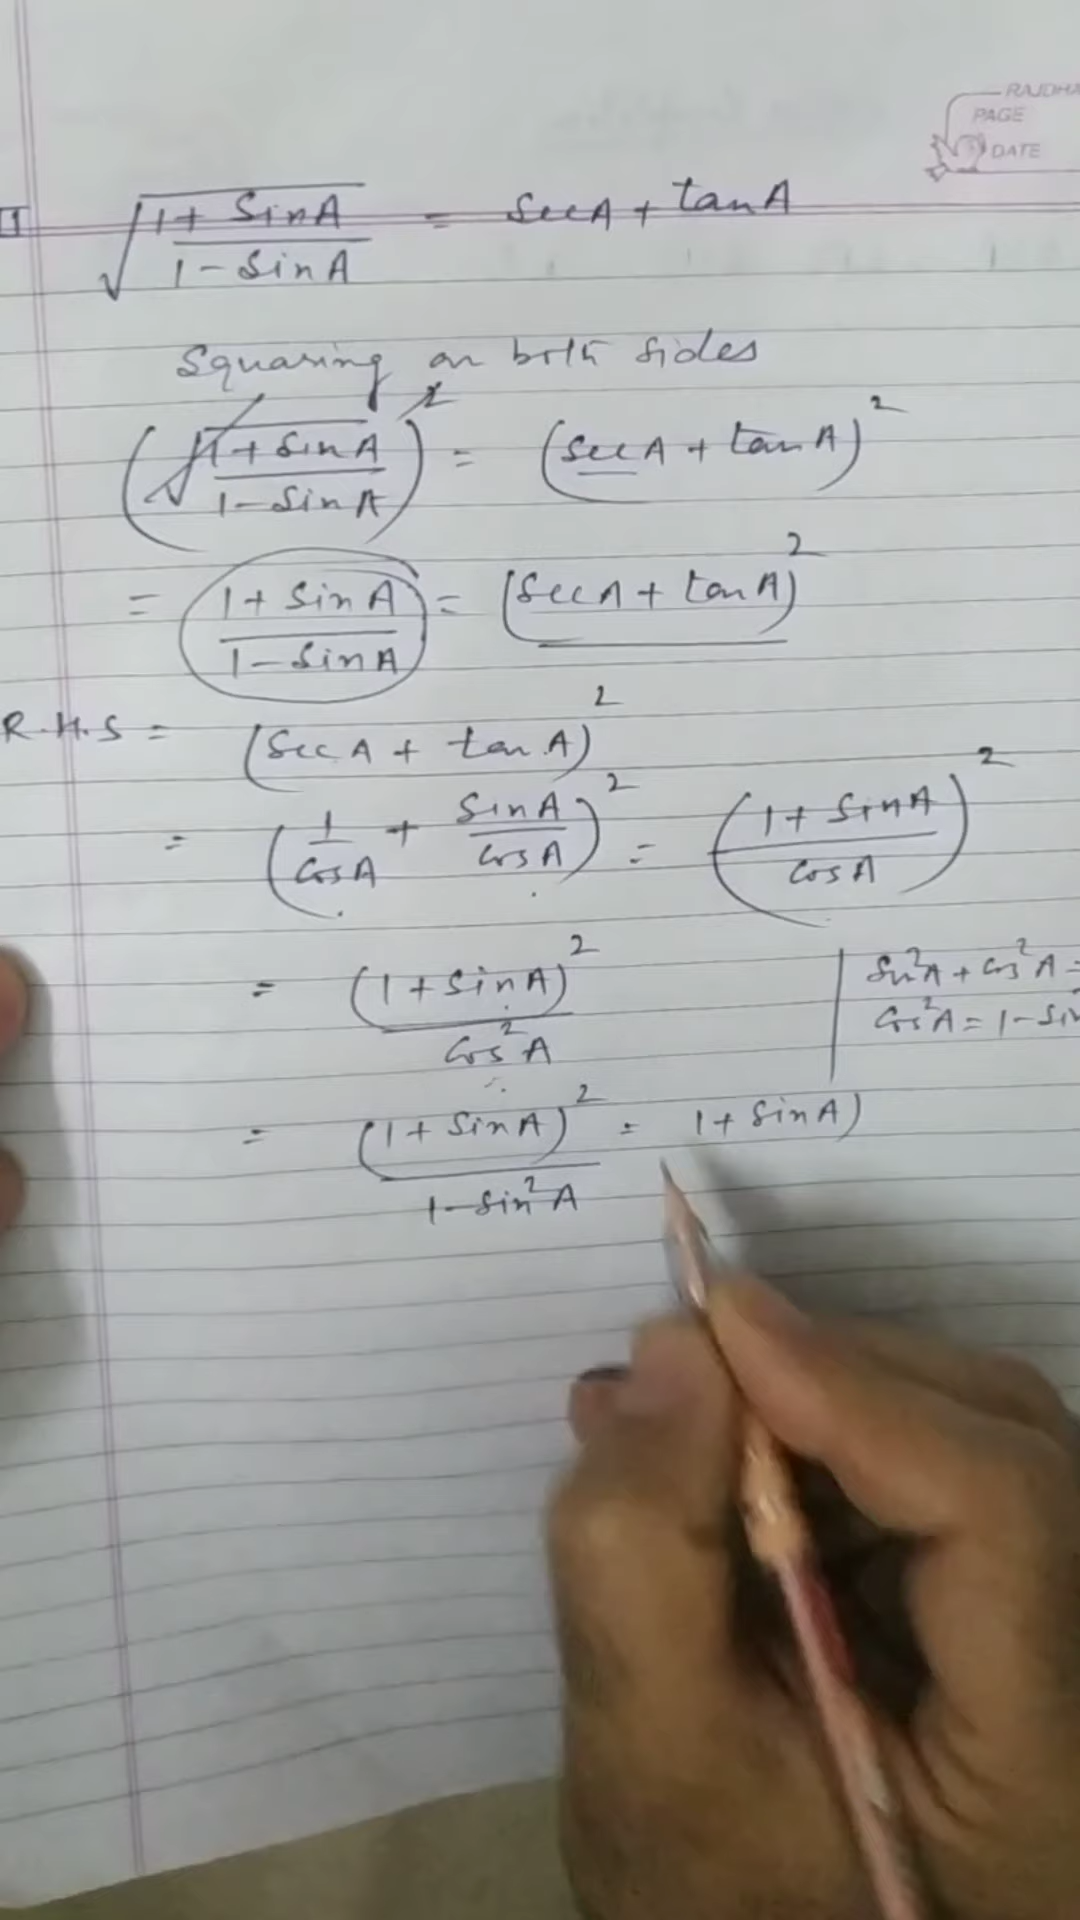 RAJDHA
PAGE
DATE
1 √((1 + SinA)/(1 - SinA)) = SecA + tanA
Squaring on both sides
(√((1 + SinA)/(1 - SinA)))² = (SecA + tanA)²
= (1 + SinA)/(1 - SinA) = (SecA + tanA)²
R.H.S = (SecA + tanA)²
= (1/CosA + SinA/CosA)² = ((1 + SinA)/CosA)²
= (1 + SinA)²/Cos²A
Sin²A + Cos²A =
Cos²A = 1 - Sin
= (1 + SinA)²/(1 - Sin²A) = 1 + SinA)